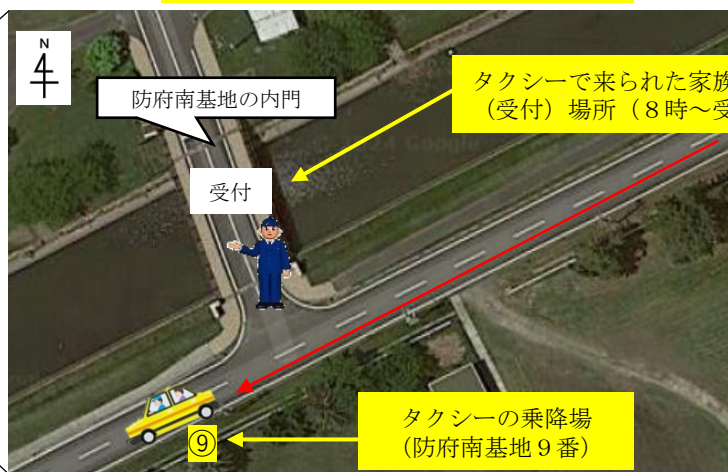 N
防府南基地の内門
タクシーで来られた家族
（受付）場所（８時～受
受付
⑨
タクシーの乗降場
（防府南基地９番）